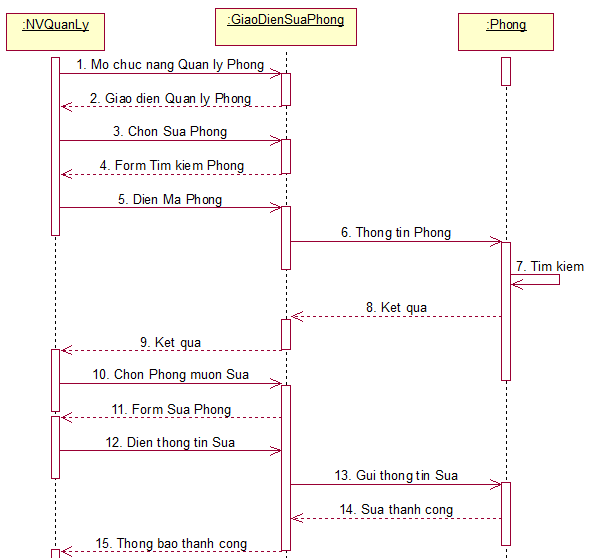 :NVQuanLy
:GiaoDienSuaPhong
:Phong
1. Mo chuc nang Quan ly Phong
2. Giao dien Quan ly Phong
3. Chon Sua Phong
4. Form Tim kiem Phong
5. Dien Ma Phong
6. Thong tin Phong
7. Tim kiem
8. Ket qua
9. Ket qua
10. Chon Phong muon Sua
11. Form Sua Phong
12. Dien thong tin Sua
13. Gui thong tin Sua
14. Sua thanh cong
15. Thong bao thanh cong